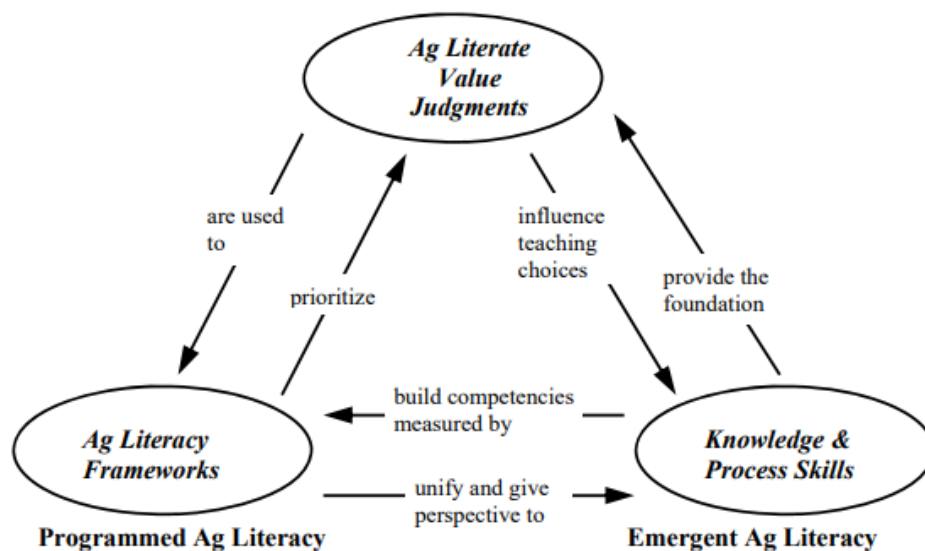 Ag Literate
Value
Judgments
are used
to
influence
teaching
choices
prioritize
provide the
foundation
build competencies
measured by
Ag Literacy
Frameworks
Knowledge &
Process Skills
unify and give
perspective to
Programmed Ag Literacy
Emergent Ag Literacy